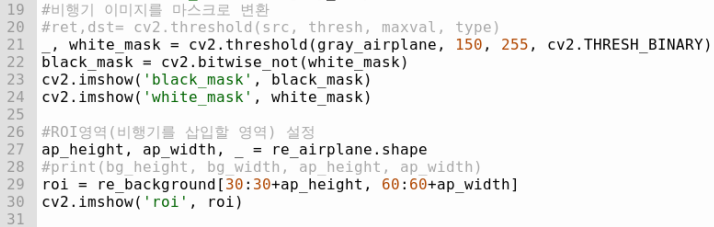 19 #비행기 이미지를 마스크로 변환
20 #ret,dst= cv2.threshold(src, thresh, maxval, type)
21 _, white_mask = cv2.threshold(gray_airplane, 150, 255, cv2.THRESH_BINARY)
22 black_mask = cv2.bitwise_not(white_mask)
23 cv2.imshow('black_mask', black_mask)
24 cv2.imshow('white_mask', white_mask)
25
26 #ROI영역(비행기를 삽입할 영역) 설정
27 ap_height, ap_width, _ = re_airplane.shape
28 #print(bg_height, bg_width, ap_height, ap_width)
29 roi = re_background[30:30+ap_height, 60:60+ap_width]
30 cv2.imshow('roi', roi)
31